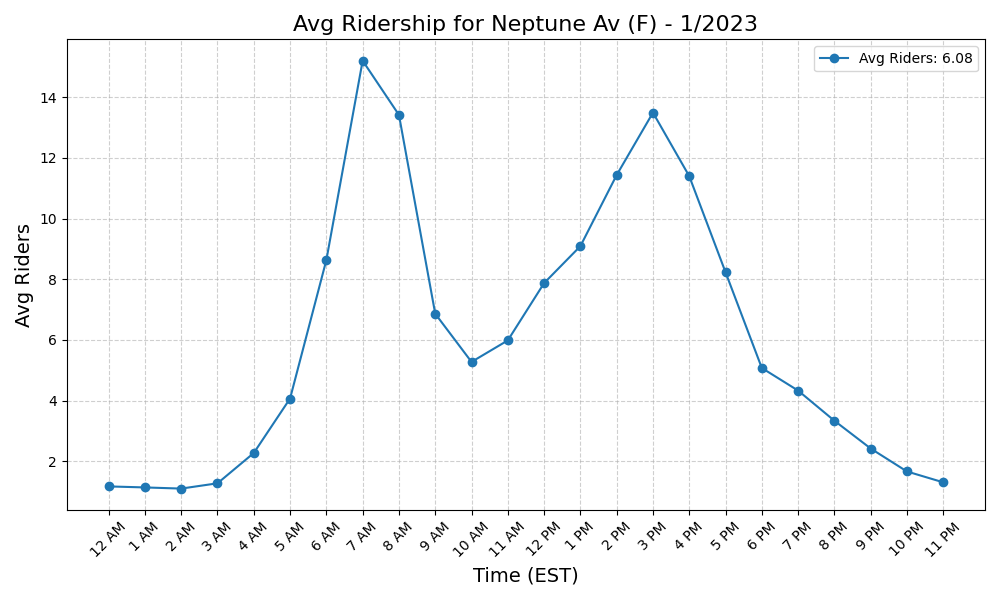 Avg Ridership for Neptune Av (F) - 1/2023
Avg Riders: 6.08
Avg Riders
14
12
10
8
6
4
2
12 AM
1 AM
2 AM
3 AM
4 AM
5 AM
6 AM
7 AM
8 AM
9 AM
10 AM
11 AM
12 PM
1 PM
2 PM
3 PM
4 PM
5 PM
6 PM
7 PM
8 PM
9 PM
10 PM
11 PM
Time (EST)